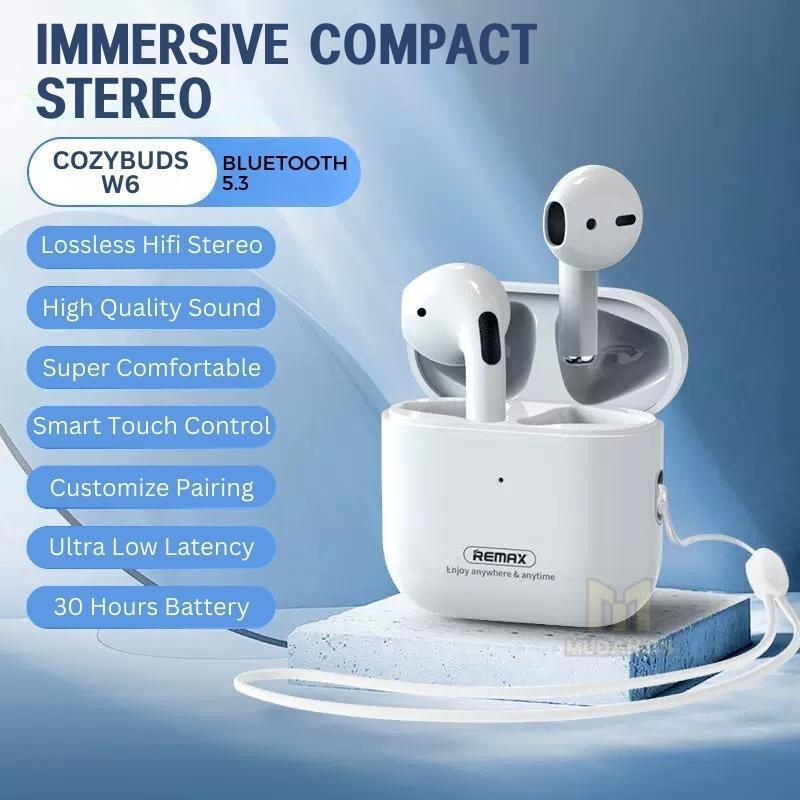 IMMERSIVE COMPACT
STEREO
COZYBUDS
W6
BLUETOOTH
5.3
Lossless Hifi Stereo
High Quality Sound
Super Comfortable
Smart Touch Control
Customize Pairing
Ultra Low Latency
30 Hours Battery
REMAX
Enjoy anywhere & anytime